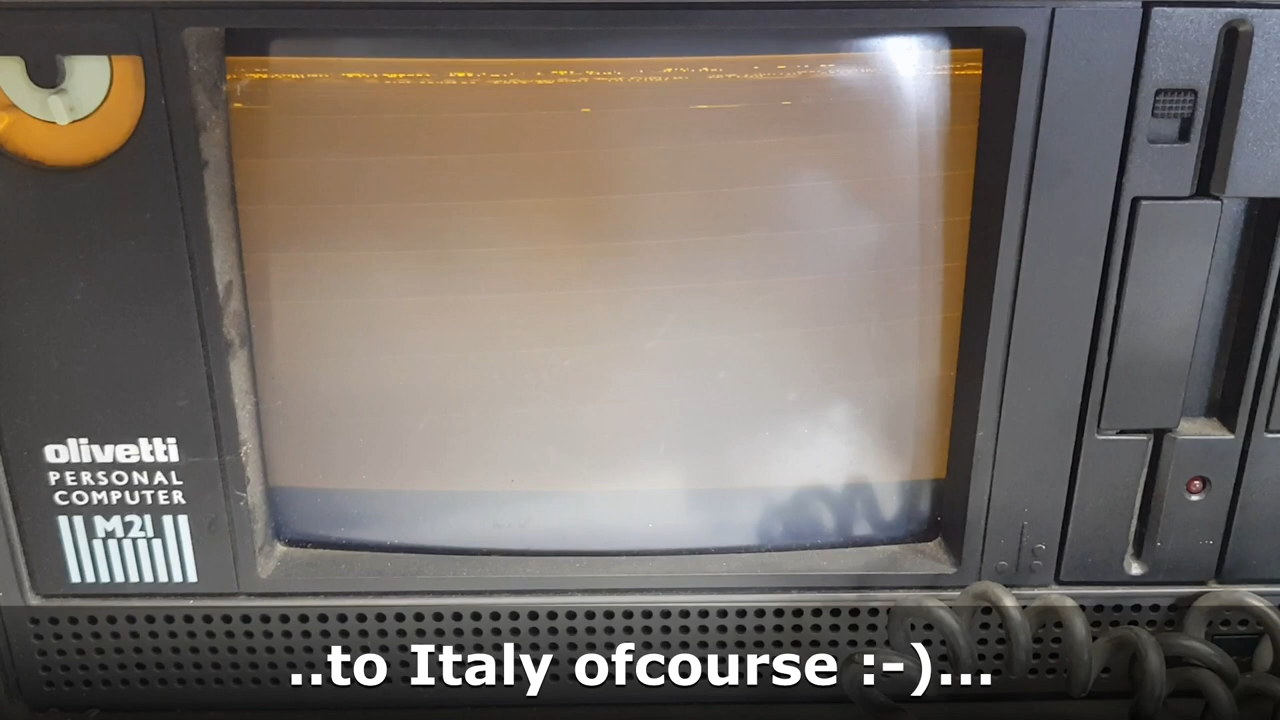 olivetti
PERSONAL
COMPUTER
M21
..to Italy ofcourse :-)...